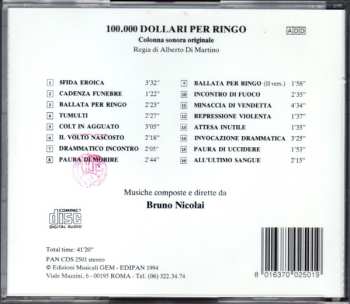 100.000 DOLLARI PER RINGO
Colonna sonora originale
Regia di Alberto Di Martino
ADD
1 SFIDA EROICA 3'32"
2 CADENZA FUNEBRE 1'22"
3 BALLATA PER RINGO 2'23"
4 TUMULTI 2'27"
5 COLT IN AGGUATO 3'05"
6 IL VOLTO NASCOSTO 2'18"
7 DRAMMATICO INCONTRO 2'05"
8 PAURA DI MORIRE 2'44"
9 BALLATA PER RINGO (II vers.) 1'58"
10 INCONTRO DI FUOCO 2'35"
11 MINACCIA DI VENDETTA 4'34"
12 REPRESSIONE VIOLENTA 1'37"
13 ATTESA INUTILE 1'35"
14 INVOCAZIONE DRAMMATICA 3'25"
15 PAURA DI UCCIDERE 1'53"
16 ALL'ULTIMO SANGUE 2'15"
Musiche composte e dirette da
Bruno Nicolai
COMPACT
disc
DIGITAL AUDIO
Total time: 41'20"
PAN CDS 2501 stereo
© Edizioni Musicali GEM - EDIPAN 1994
Viale Mazzini, 6 - 00195 ROMA - Tel. (06) 322.34.74
8 016370 025019